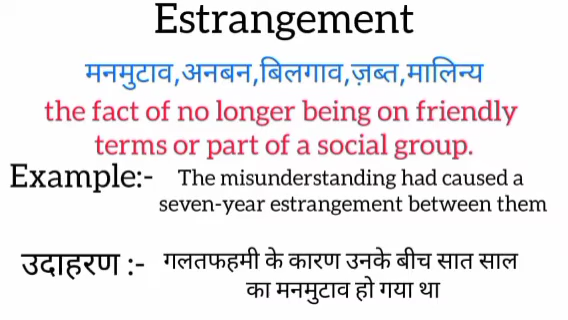 Estrangement
मनमुटाव,अनबन,बिलगाव,ज़ब्त,मालिन्य
the fact of no longer being on friendly
terms or part of a social group.
Example:- The misunderstanding had caused a
seven-year estrangement between them
उदाहरण :- गलतफहमी के कारण उनके बीच सात साल
का मनमुटाव हो गया था